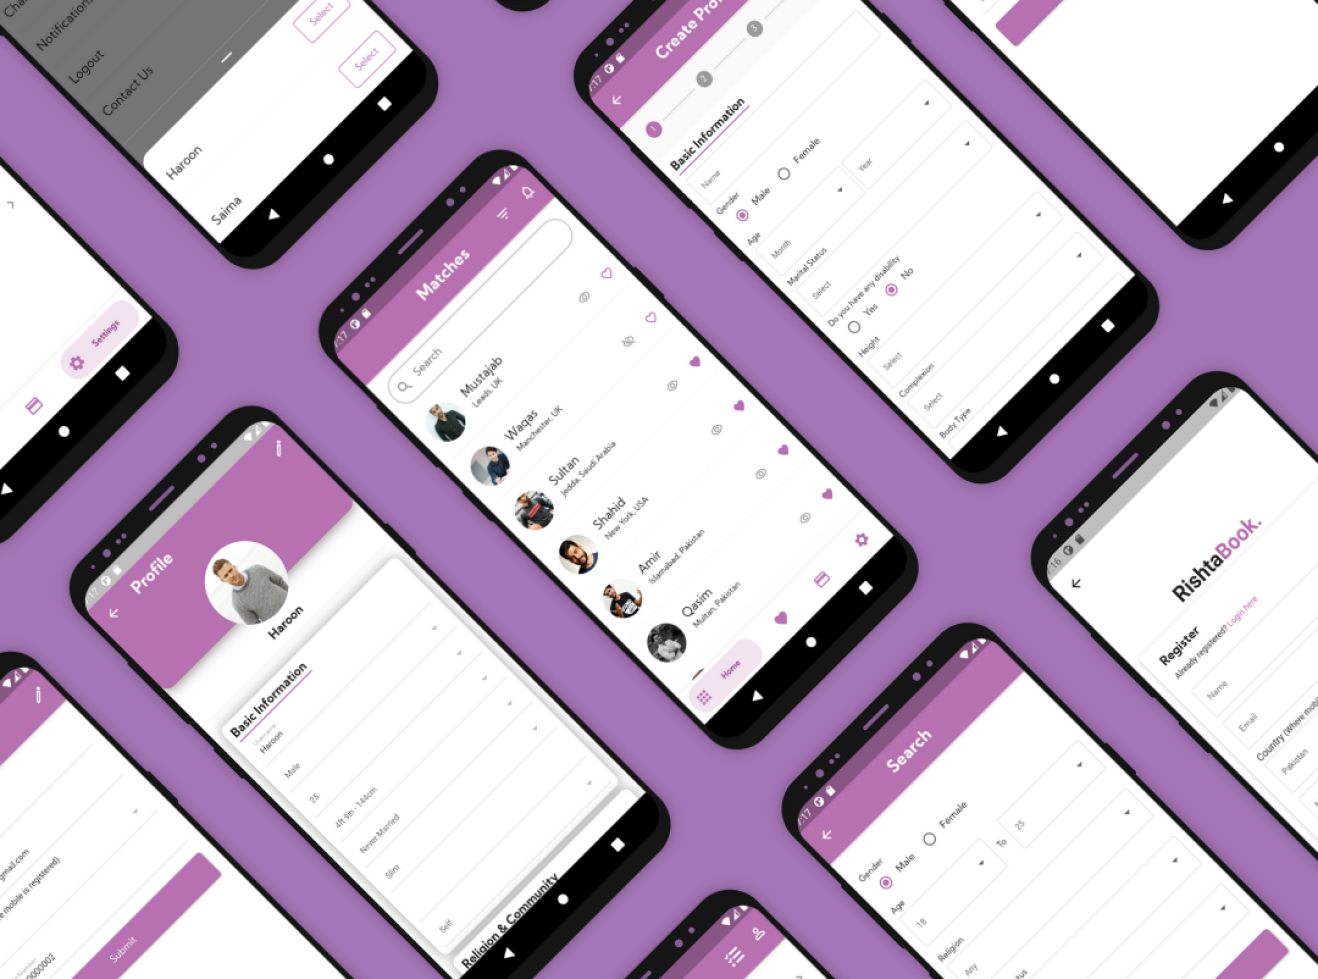 Notifications
Logout
Contact Us
Select
Select
Haroon
Saima
Settings
Matches
Search
Mustajab
Leads, UK
Waqas
Manchester, UK
Sultan
Jedda, Saudi Arabia
Shahid
New York, USA
Amir
Islamabad, Pakistan
Qasim
Multan, Pakistan
Home
1
2
3
Basic Information
Name
Gender
Male
Female
Age
Month
Year
Marital Status
Select
Do you have any disability
Yes
No
Height
Select
Complexion
Select
Body Type
Profile
Haroon
Basic Information
Username
Haroon
Male
25
4ft 9in - 144cm
Never Married
Slim
Self
Religion & Community
gmail.com
e mobile is registered)
Submit
Search
Gender
Male
Female
Age
18
To
25
Religion
Any
RishtaBook.
Register
Already registered? Login here
Name
Email
Country (Where mobi
Pakistan